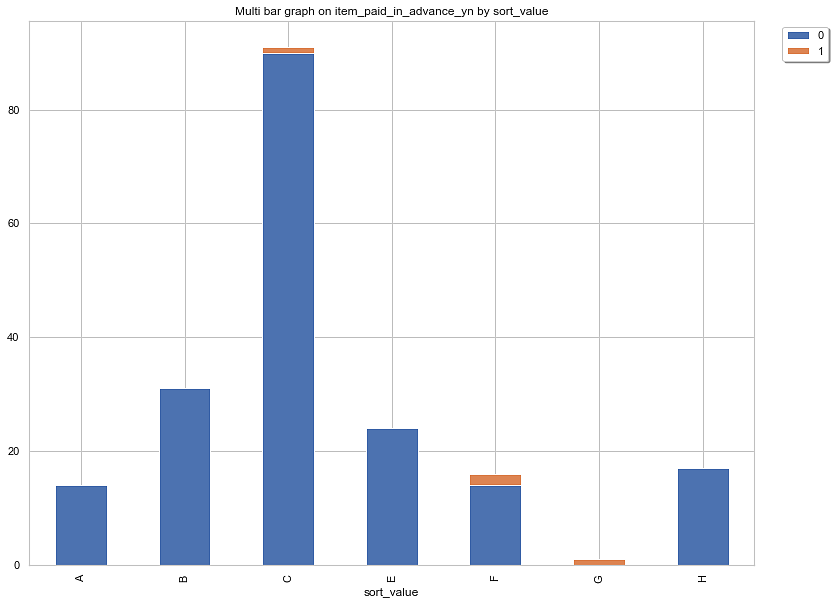 Multi bar graph on item_paid_in_advance_yn by sort_value
0
1
80
60
40
20
0
A B C E F G H
sort_value